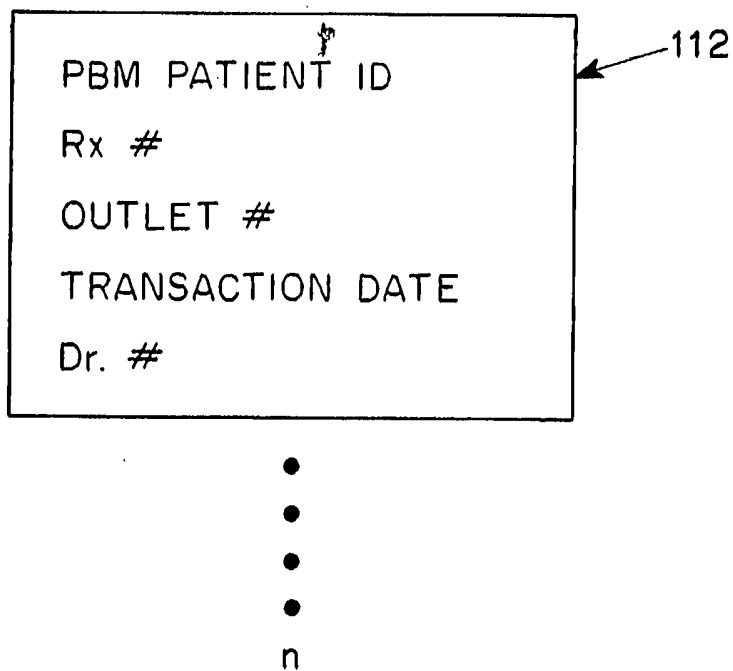 112
PBM PATIENT ID
Rx #
OUTLET #
TRANSACTION DATE
Dr. #
n